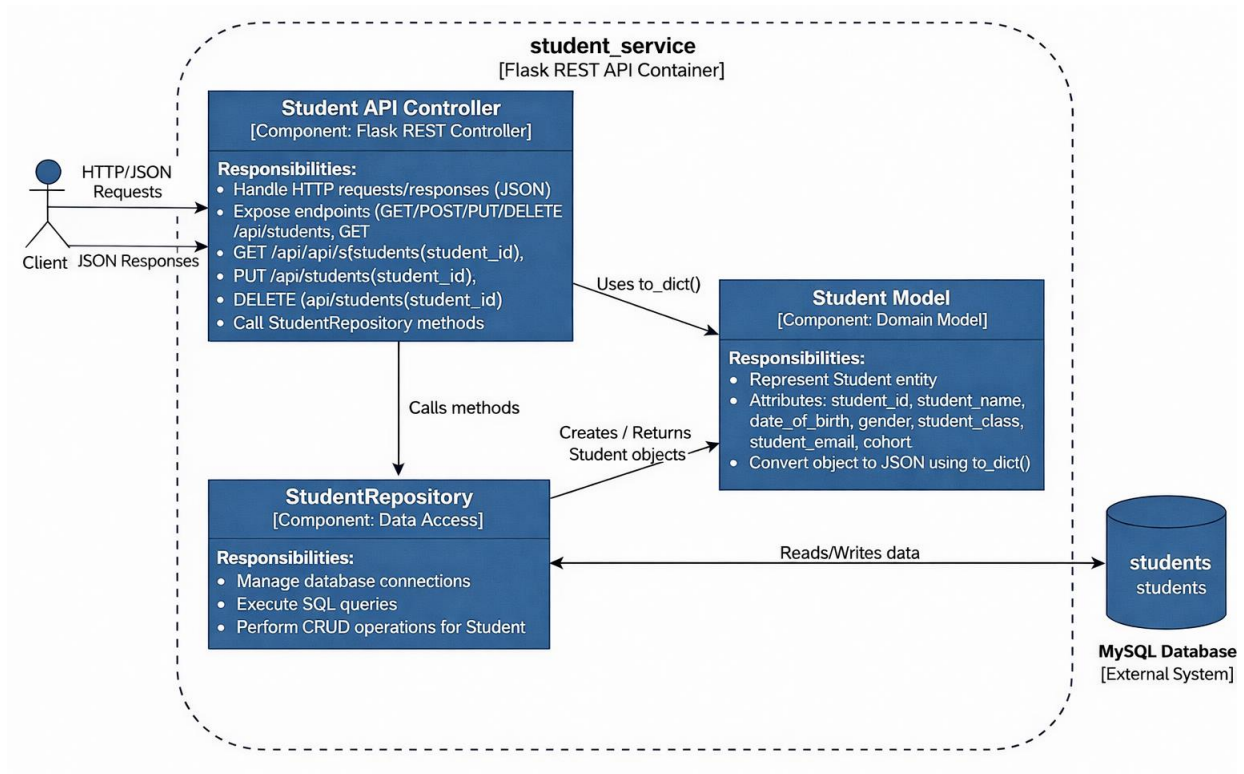 student_service
[Flask REST API Container]
Student API Controller
[Component: Flask REST Controller]
Responsibilities:
• Handle HTTP requests/responses (JSON)
• Expose endpoints (GET/POST/PUT/DELETE
/api/students, GET
• GET /api/api/s(students(student_id),
• PUT /api/students(student_id),
• DELETE (api/students(student_id)
• Call StudentRepository methods
HTTP/JSON
Requests
Client
JSON Responses
Uses to_dict()
Student Model
[Component: Domain Model]
Responsibilities:
• Represent Student entity
• Attributes: student_id, student_name,
date_of_birth, gender, student_class,
student_email, cohort
• Convert object to JSON using to_dict()
Calls methods
Creates / Returns
Student objects
StudentRepository
[Component: Data Access]
Responsibilities:
• Manage database connections
• Execute SQL queries
• Perform CRUD operations for Student
Reads/Writes data
students
students
MySQL Database
[External System]